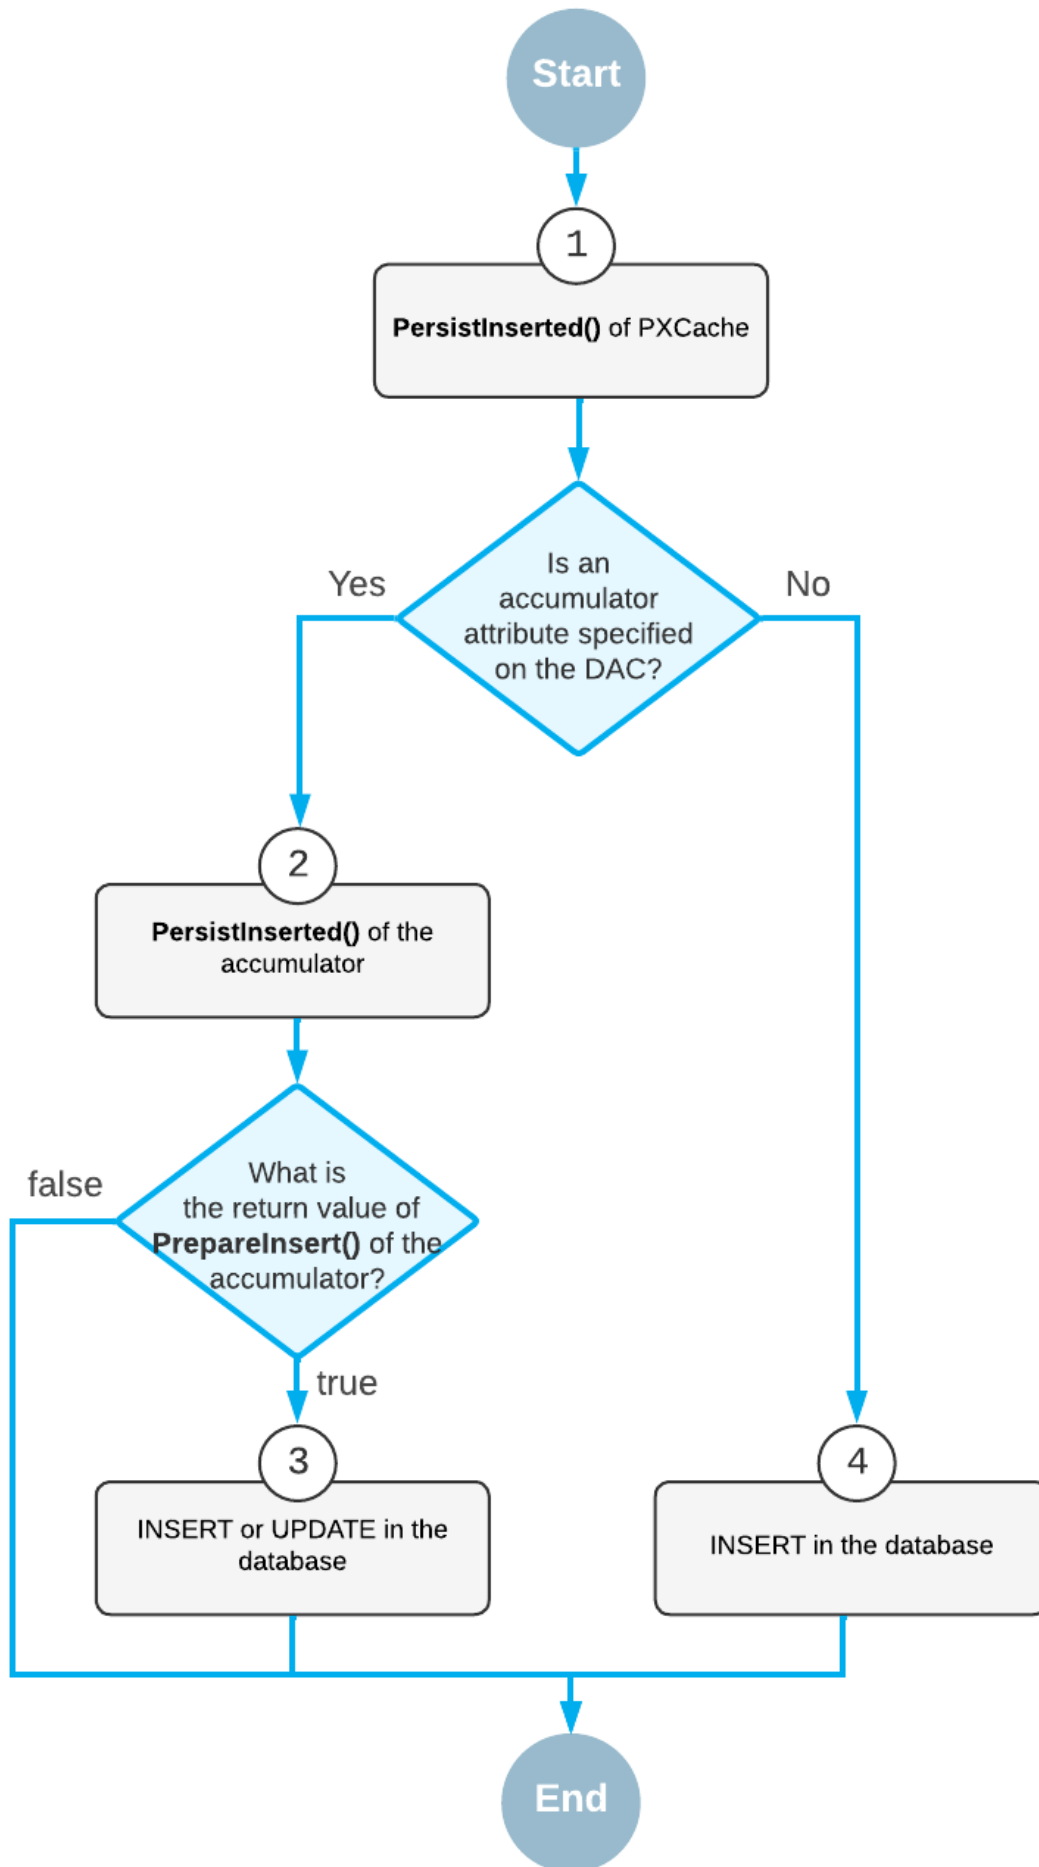 Start
1
PersistInserted() of PXCache
Is an
accumulator
attribute specified
on the DAC?
Yes
No
2
PersistInserted() of the
accumulator
What is
the return value of
PrepareInsert() of the
accumulator?
false
true
3
INSERT or UPDATE in the
database
4
INSERT in the database
End